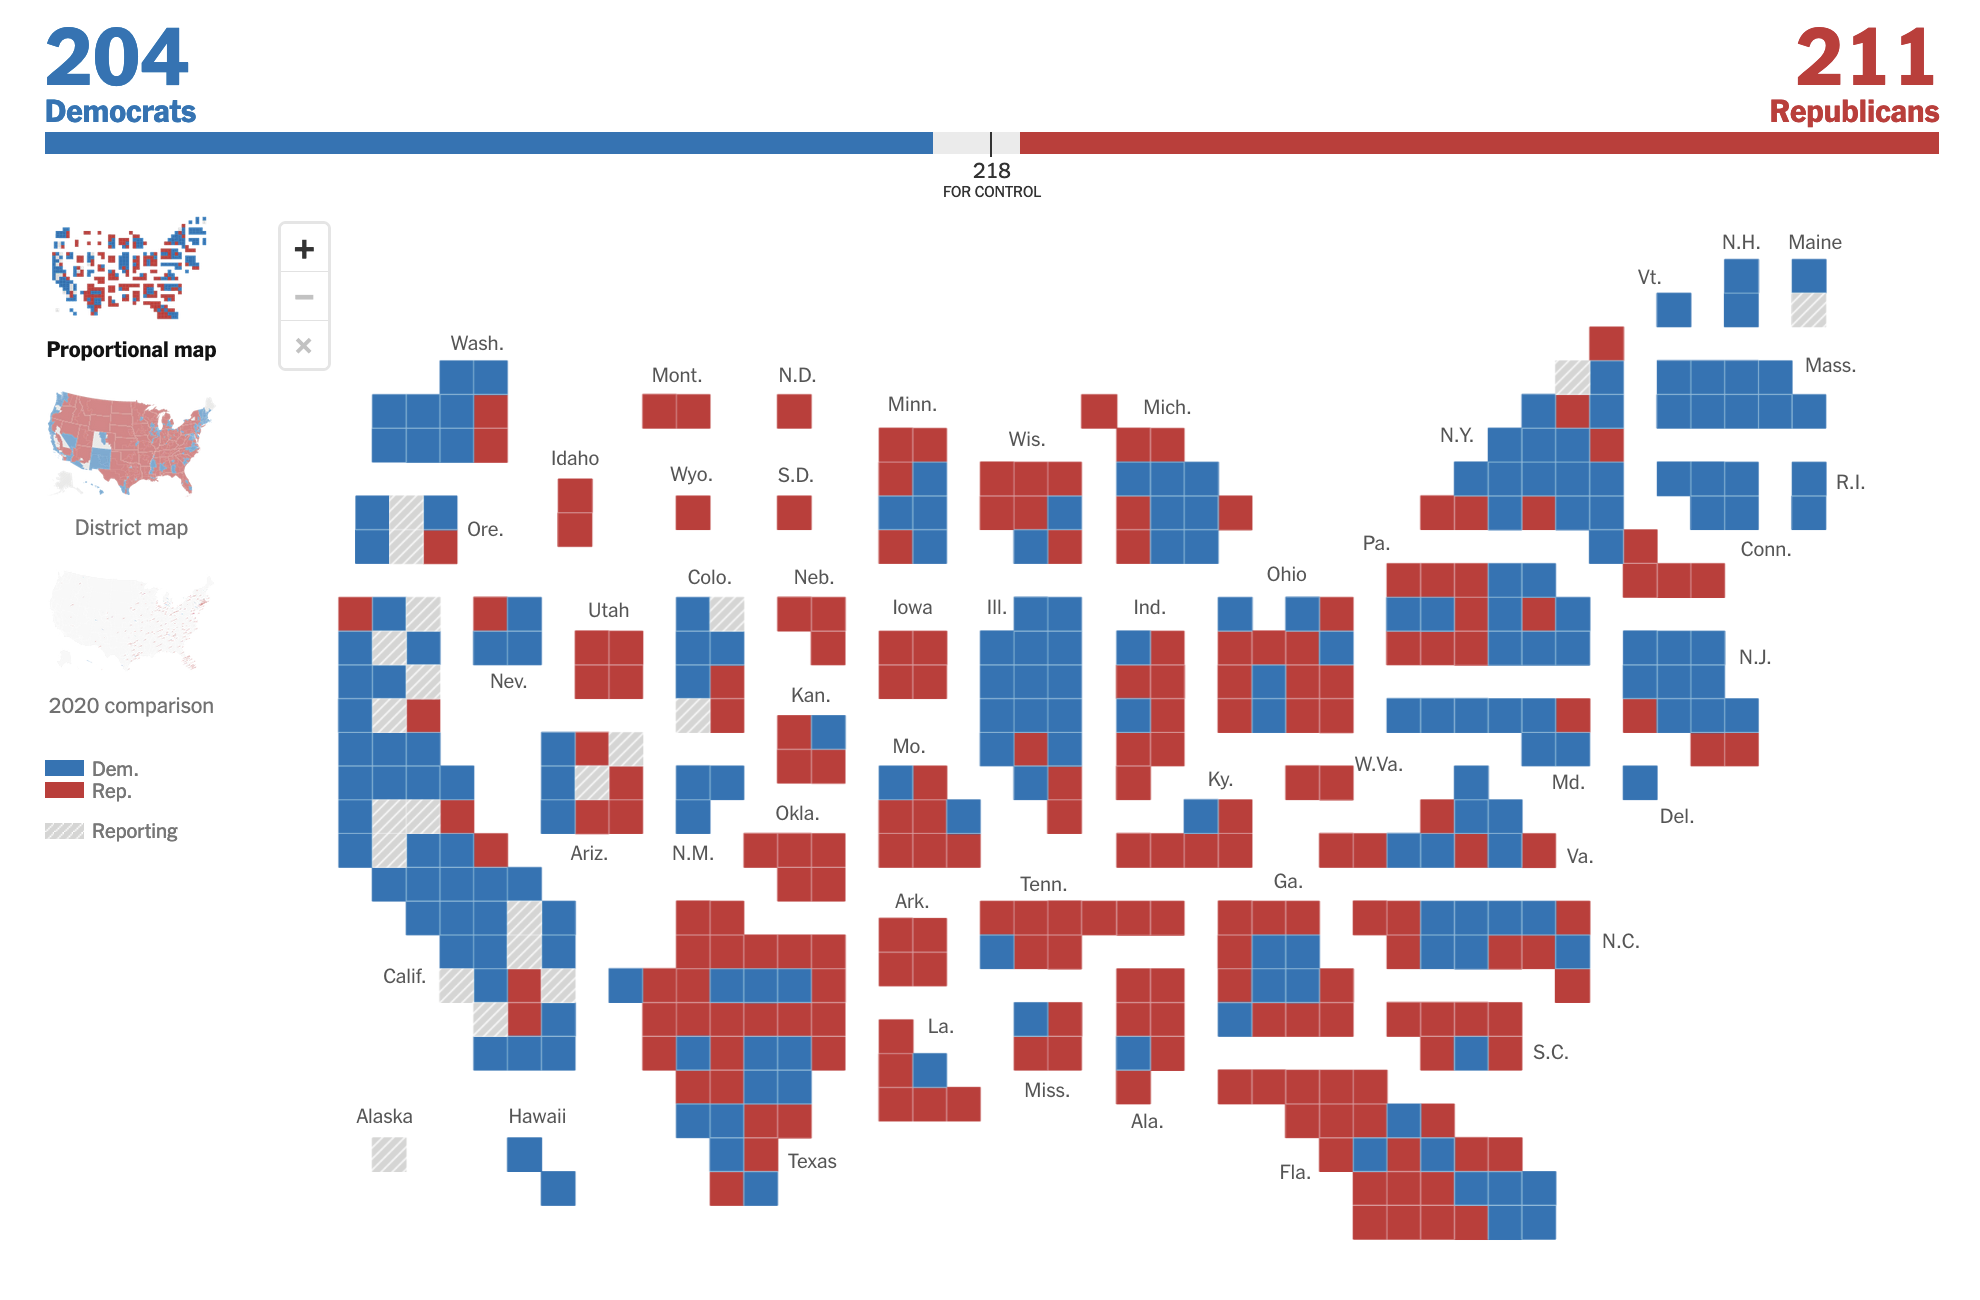 204
Democrats
211
Republicans
218
FOR CONTROL
+
−
×
Proportional map
District map
2020 comparison
Dem.
Rep.
Reporting
N.H.
Maine
Vt.
Wash.
Mont.
N.D.
Minn.
Mich.
Mass.
Wis.
N.Y.
Idaho
Wyo.
S.D.
R.I.
Ore.
Pa.
Conn.
Colo.
Neb.
Ohio
Utah
Iowa
Ill.
Ind.
N.J.
Nev.
Kan.
Mo.
W.Va.
Ky.
Md.
Okla.
Del.
Ariz.
N.M.
Va.
Tenn.
Ga.
Ark.
N.C.
Calif.
La.
S.C.
Miss.
Alaska
Hawaii
Ala.
Texas
Fla.